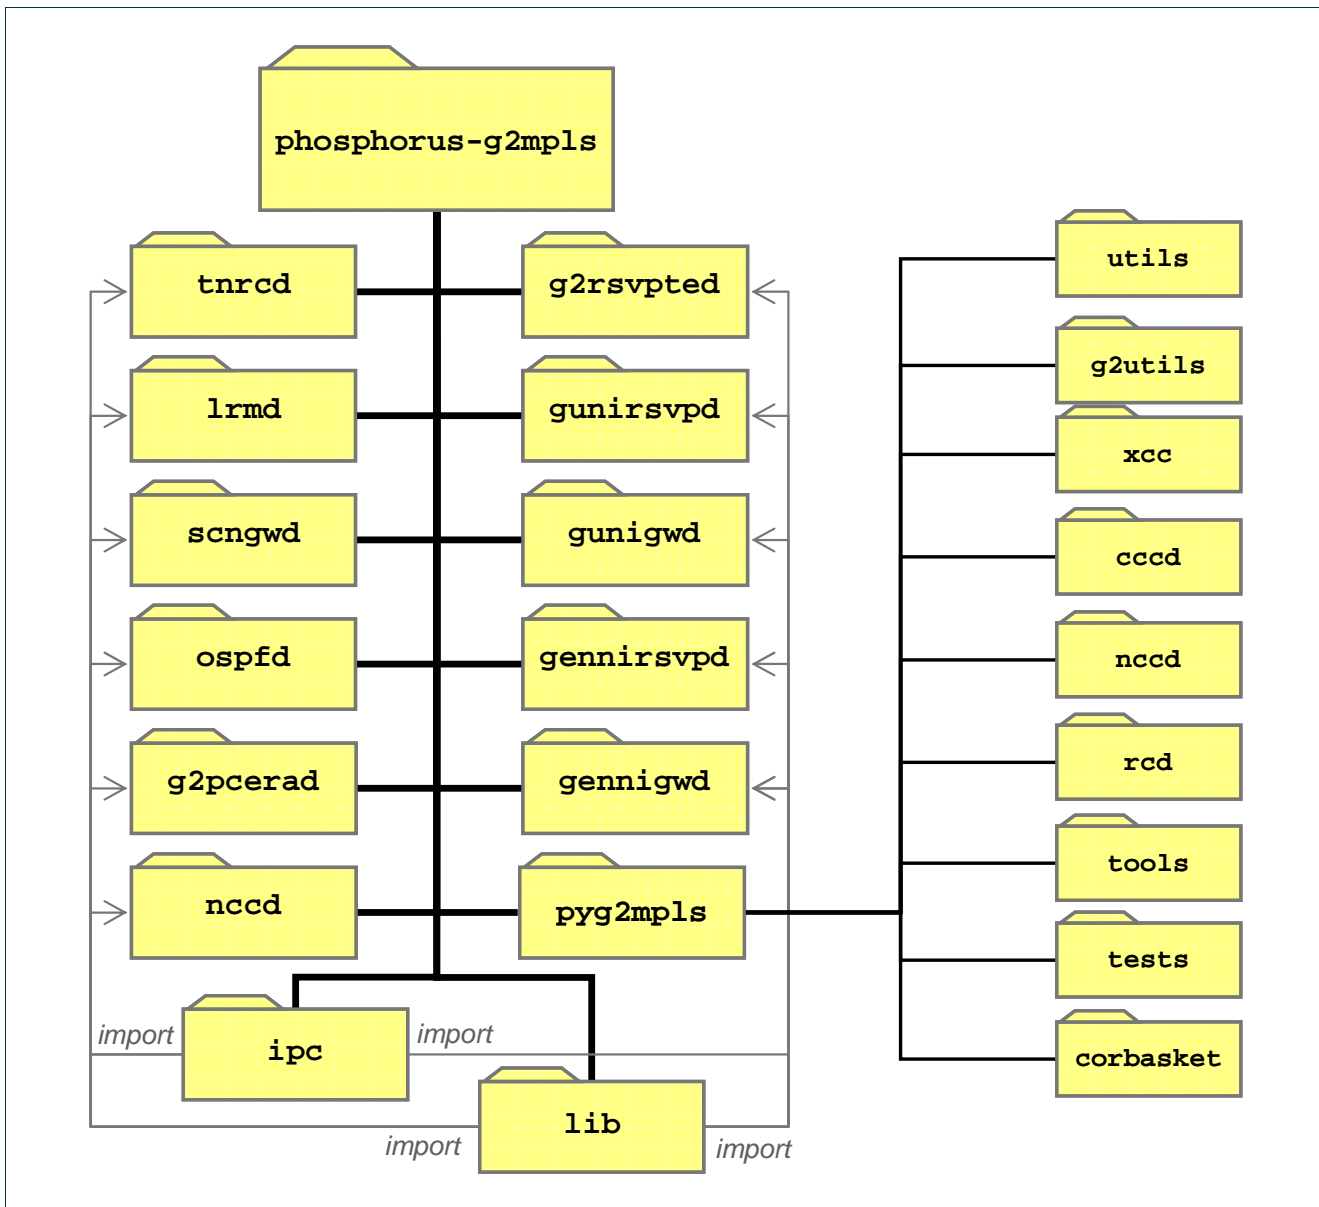 phosphorus-g2mpls
tnrcd
g2rsvpted
lrmd
gunirsvpd
scngwd
gunigwd
ospfd
gennirsvpd
g2pcerad
gennigwd
nccd
pyg2mpls
import
ipc
import
import
lib
import
utils
g2utils
xcc
cccd
nccd
rcd
tools
tests
corbasket